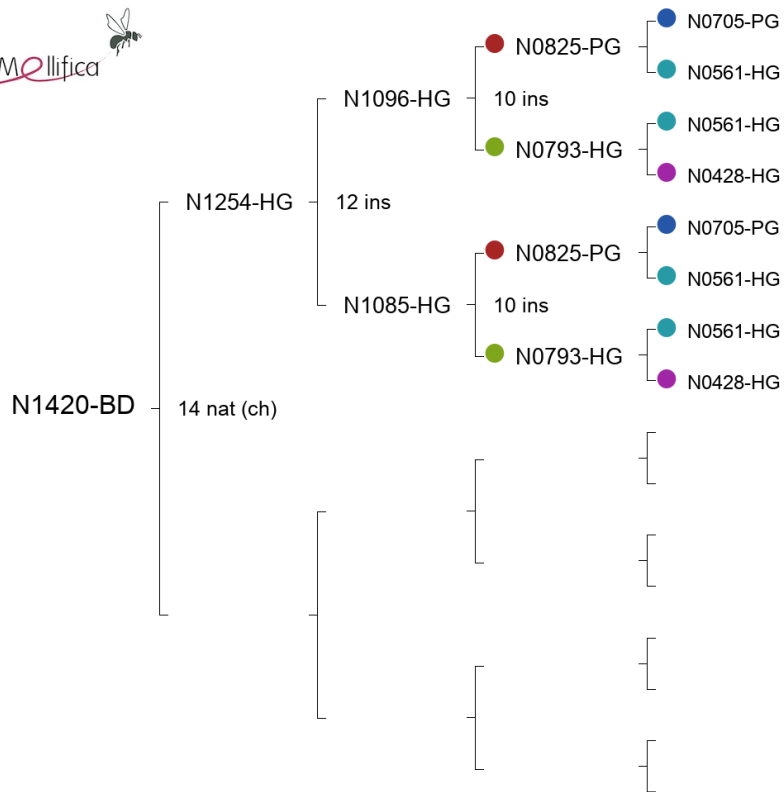 Mellifica
N0705-PG
N0825-PG
N0561-HG
N1096-HG
10 ins
N0561-HG
N0793-HG
N0428-HG
N1254-HG
12 ins
N0705-PG
N0825-PG
N0561-HG
N1085-HG
10 ins
N0561-HG
N0793-HG
N0428-HG
N1420-BD
14 nat (ch)